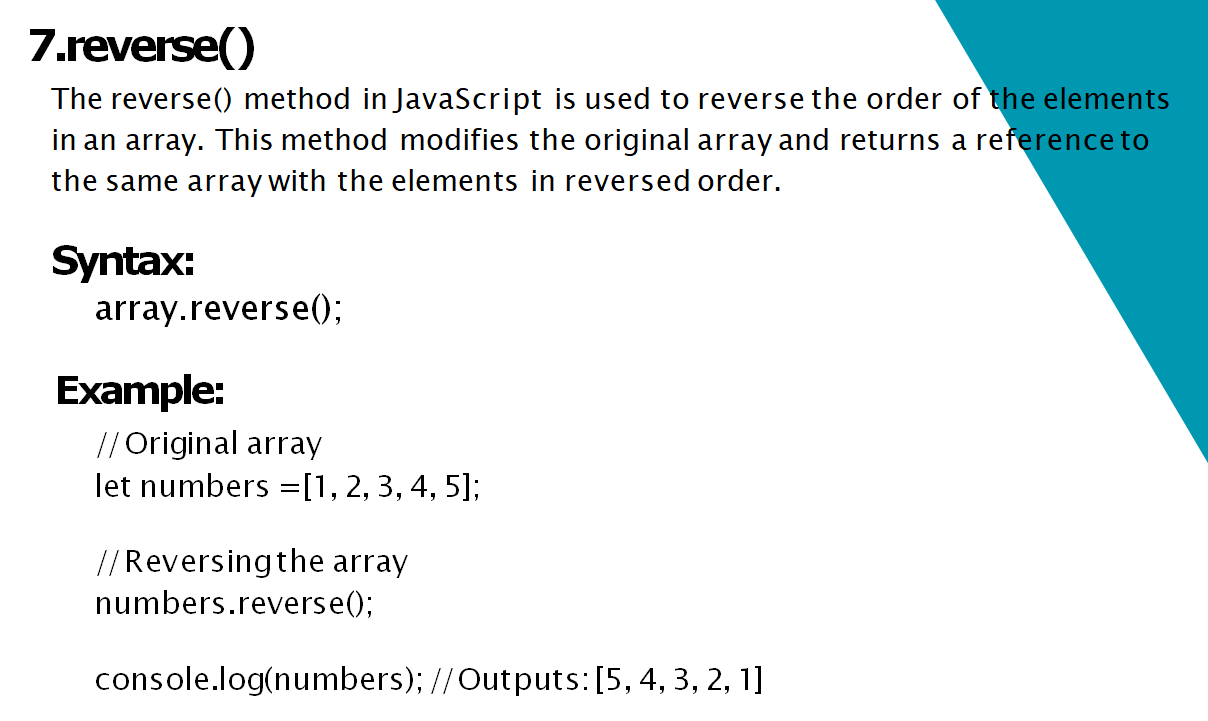 7.reverse()
The reverse() method in JavaScript is used to reverse the order of the elements
in an array. This method modifies the original array and returns a reference to
the same array with the elements in reversed order.
Syntax:
array.reverse();
Example:
// Original array
let numbers =[1, 2, 3, 4, 5];
// Reversing the array
numbers.reverse();
console.log(numbers); // Outputs: [5, 4, 3, 2, 1]